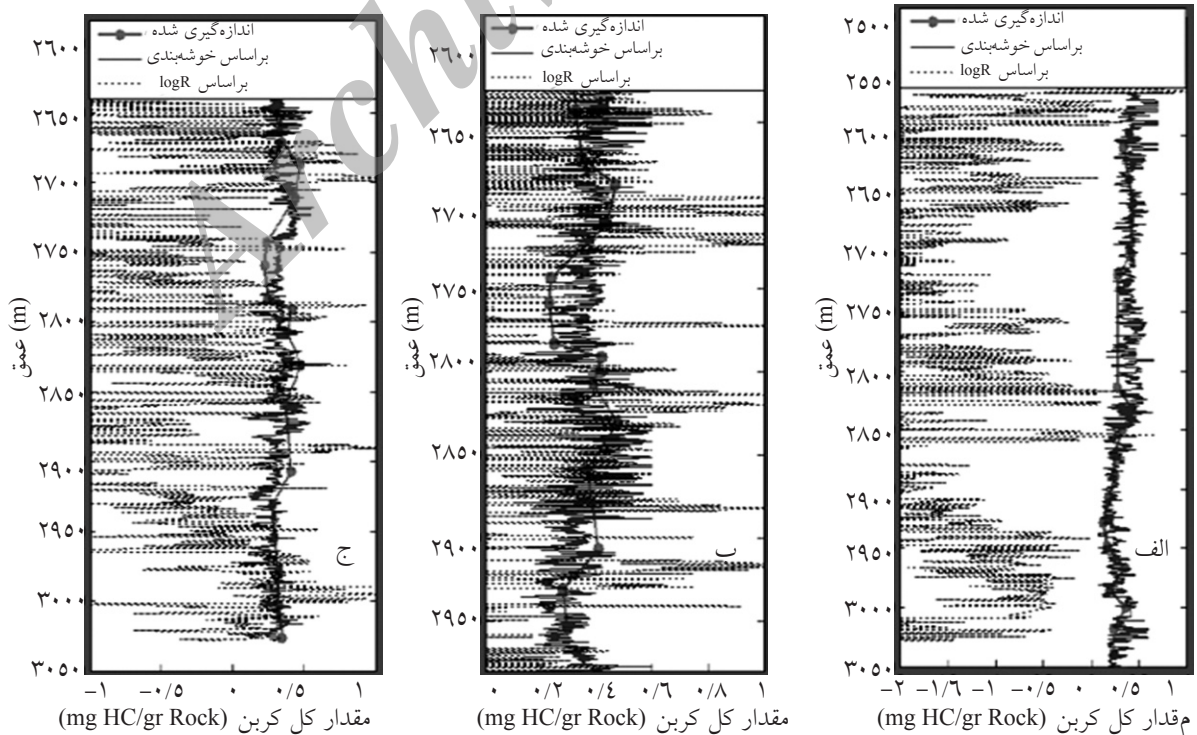 اندازه‌گیری شده
براساس خوشه‌بندی
براساس logR
۲۵۰۰
۲۵۵۰
۲۶۰۰
۲۶۵۰
۲۷۰۰
۲۷۵۰
۲۸۰۰
۲۸۵۰
۲۹۰۰
۲۹۵۰
۳۰۰۰
۳۰۵۰
عمق (m)
الف
-۲ -۱/۶ -۱ -۰/۵ ۰ ۰/۵ ۱
مقدار کل کربن (mg HC/gr Rock)
اندازه‌گیری شده
براساس خوشه‌بندی
براساس logR
۲۶۰۰
۲۶۵۰
۲۷۰۰
۲۷۵۰
۲۸۰۰
۲۸۵۰
۲۹۰۰
۲۹۵۰
عمق (m)
ب
۰ ۰/۲ ۰/۴ ۰/۶ ۰/۸ ۱
مقدار کل کربن (mg HC/gr Rock)
اندازه‌گیری شده
براساس خوشه‌بندی
براساس logR
۲۶۰۰
۲۶۵۰
۲۷۰۰
۲۷۵۰
۲۸۰۰
۲۸۵۰
۲۹۰۰
۲۹۵۰
۳۰۰۰
۳۰۵۰
عمق (m)
ج
-۱ -۰/۵ ۰ ۰/۵ ۱
مقدار کل کربن (mg HC/gr Rock)